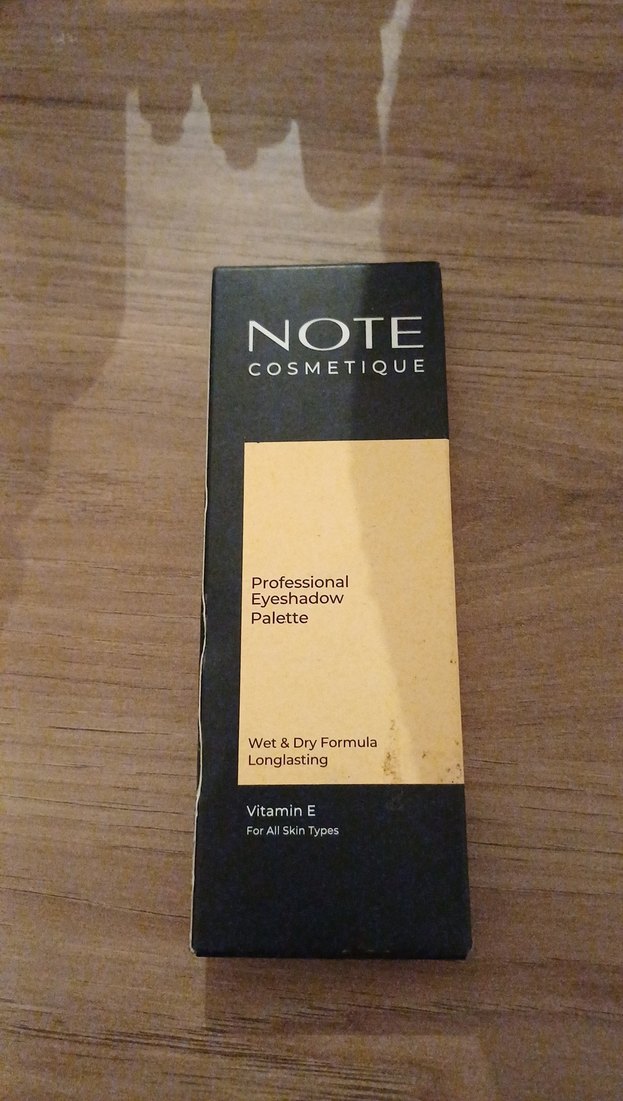 NOTE
COSMETIQUE
Professional
Eyeshadow
Palette
Wet & Dry Formula
Longlasting
Vitamin E
For All Skin Types